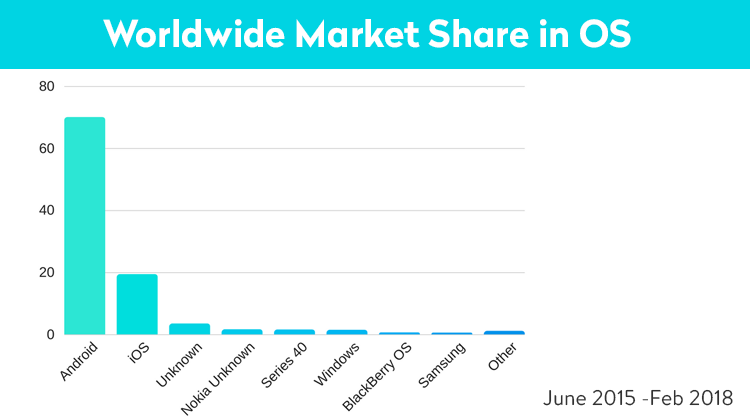 Worldwide Market Share in OS
80
60
40
20
0
Android
iOS
Unknown
Nokia Unknown
Series 40
Windows
BlackBerry OS
Samsung
Other
June 2015 -Feb 2018